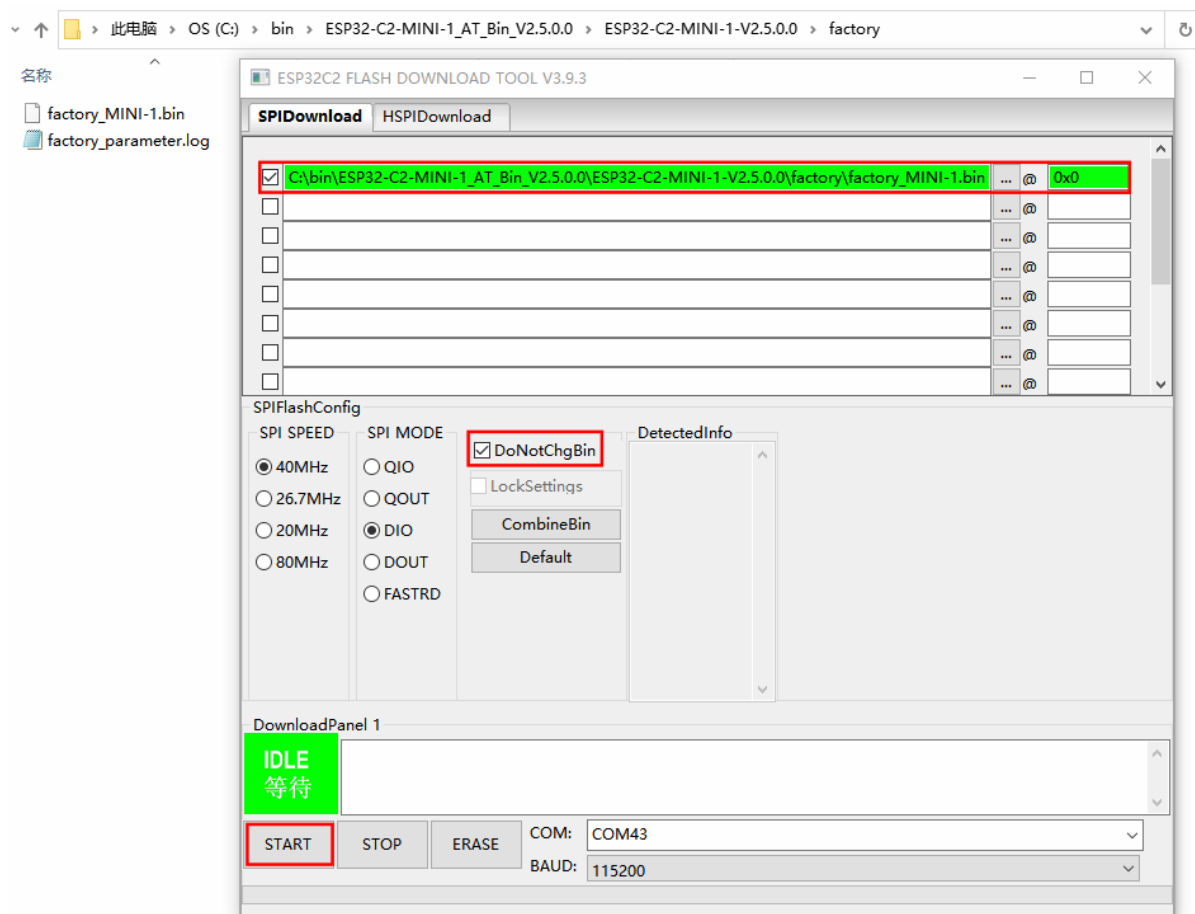 此电脑 > OS (C:) > bin > ESP32-C2-MINI-1_AT_Bin_V2.5.0.0 > ESP32-C2-MINI-1-V2.5.0.0 > factory
名称
factory_MINI-1.bin
factory_parameter.log
ESP32C2 FLASH DOWNLOAD TOOL V3.9.3
SPIDownload HSPIDownload
C:\bin\ESP32-C2-MINI-1_AT_Bin_V2.5.0.0\ESP32-C2-MINI-1-V2.5.0.0\factory\factory_MINI-1.bin ... @ 0x0
... @
... @
... @
... @
... @
... @
... @
SPIFlashConfig
SPI SPEED
40MHz
26.7MHz
20MHz
80MHz
SPI MODE
QIO
QOUT
DIO
DOUT
FASTRD
DoNotChgBin
LockSettings
CombineBin
Default
DetectedInfo
DownloadPanel 1
IDLE
等待
START STOP ERASE
COM: COM43
BAUD: 115200